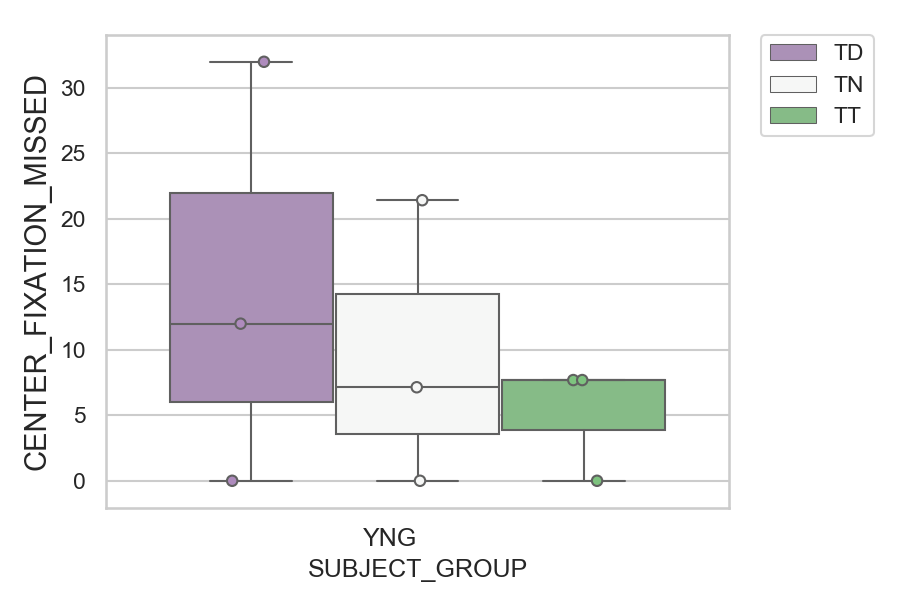 CENTER_FIXATION_MISSED
30
25
20
15
10
5
0
YNG
SUBJECT_GROUP
TD
TN
TT